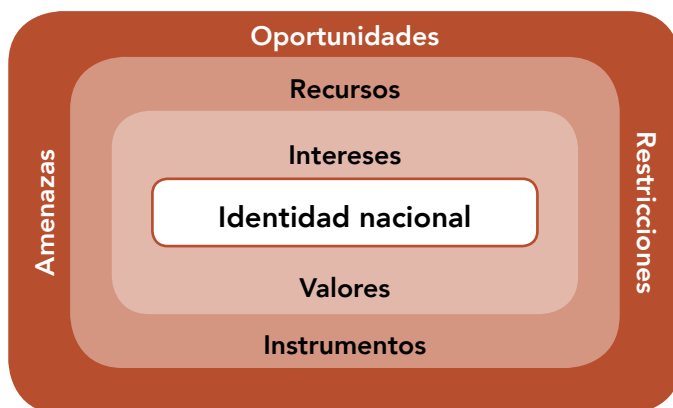 Oportunidades
Recursos
Intereses
Identidad nacional
Valores
Instrumentos
Amenazas
Restricciones